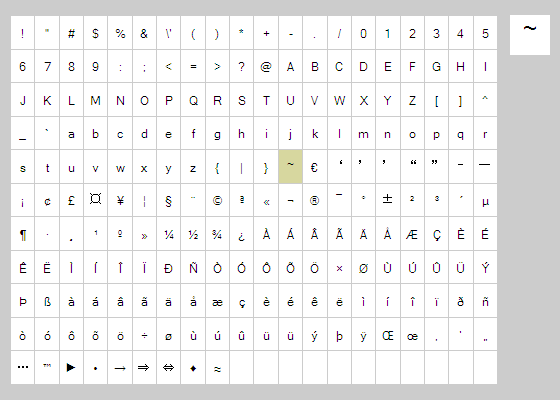 ! " # $ % & \' ( ) * + - . / 0 1 2 3 4 5
6 7 8 9 : ; < = > ? @ A B C D E F G H I
J K L M N O P Q R S T U V W X Y Z [ ] ^
_ ` a b c d e f g h i j k l m n o p q r
s t u v w x y z { | } ~ € ‘ ’ ’ “ ” – —
¡ ¢ £ ¤ ¥ ¦ § ¨ © ª « ¬ ® ¯ ° ± ² ³ ´ µ
¶ · ¸ ¹ º » ¼ ½ ¾ ¿ À Á Â Ã Ä Å Æ Ç È É
Ê Ë Ì Í Î Ï Ð Ñ Ò Ó Ô Õ Ö × Ø Ù Ú Û Ü Ý
Þ ß à á â ã ä å æ ç è é ê ë ì í î ï ð ñ
ò ó ô õ ö ÷ ø ù ú û ü ü ý þ ÿ Œ œ ‚ ‛ „
… ™ ► • → ⇒ ⇔ ♦ ≈
~